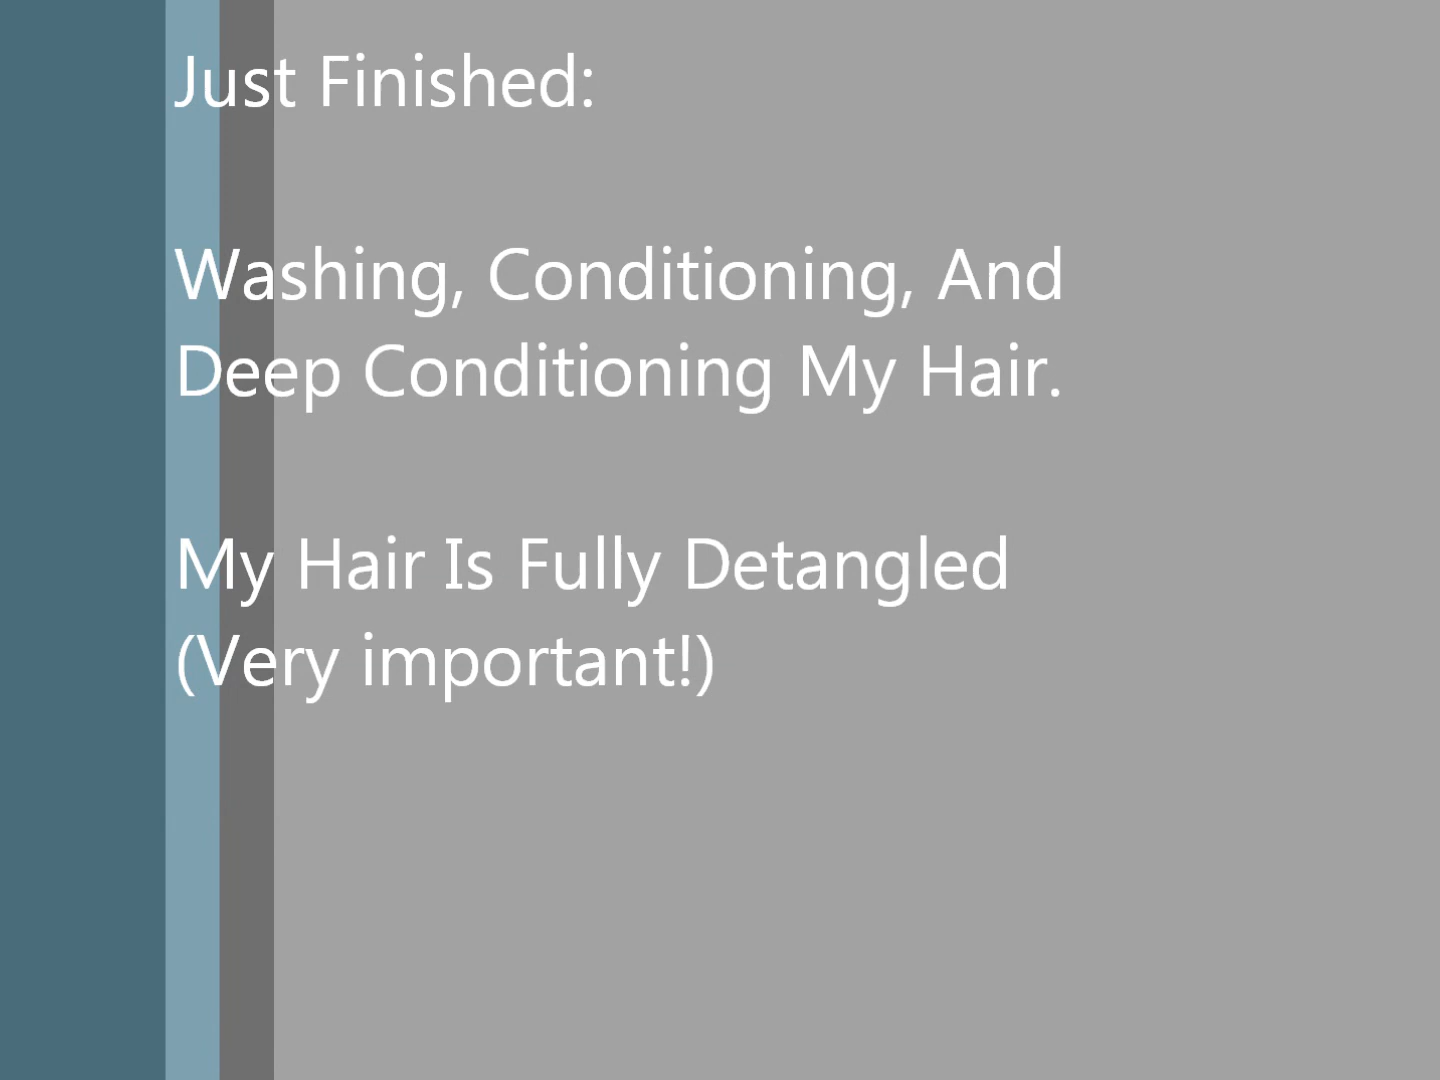 Just Finished:
Washing, Conditioning, And
Deep Conditioning My Hair.
My Hair Is Fully Detangled
(Very important!)